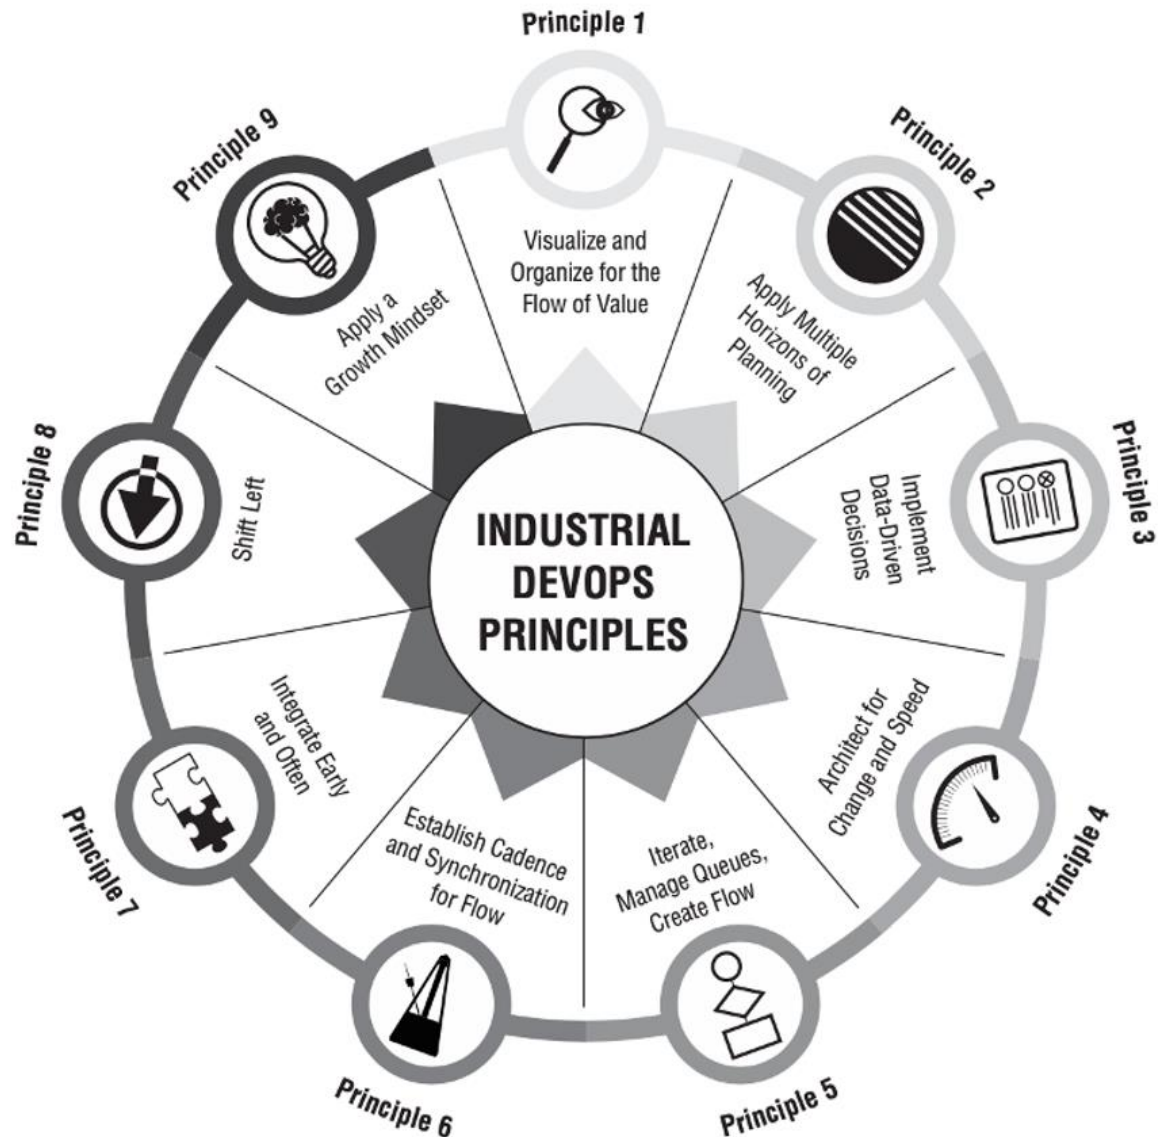 Principle 1
Visualize and
Organize for the
Flow of Value
Principle 2
Apply Multiple
Horizons of
Planning
Principle 3
Implement
Data-Driven
Decisions
Principle 4
Architect for
Change and Speed
Principle 5
Iterate,
Manage Queues,
Create Flow
Principle 6
Establish Cadence
and Synchronization
for Flow
Principle 7
Integrate Early
and Often
Principle 8
Shift Left
Principle 9
Apply a
Growth Mindset
INDUSTRIAL
DEVOPS
PRINCIPLES